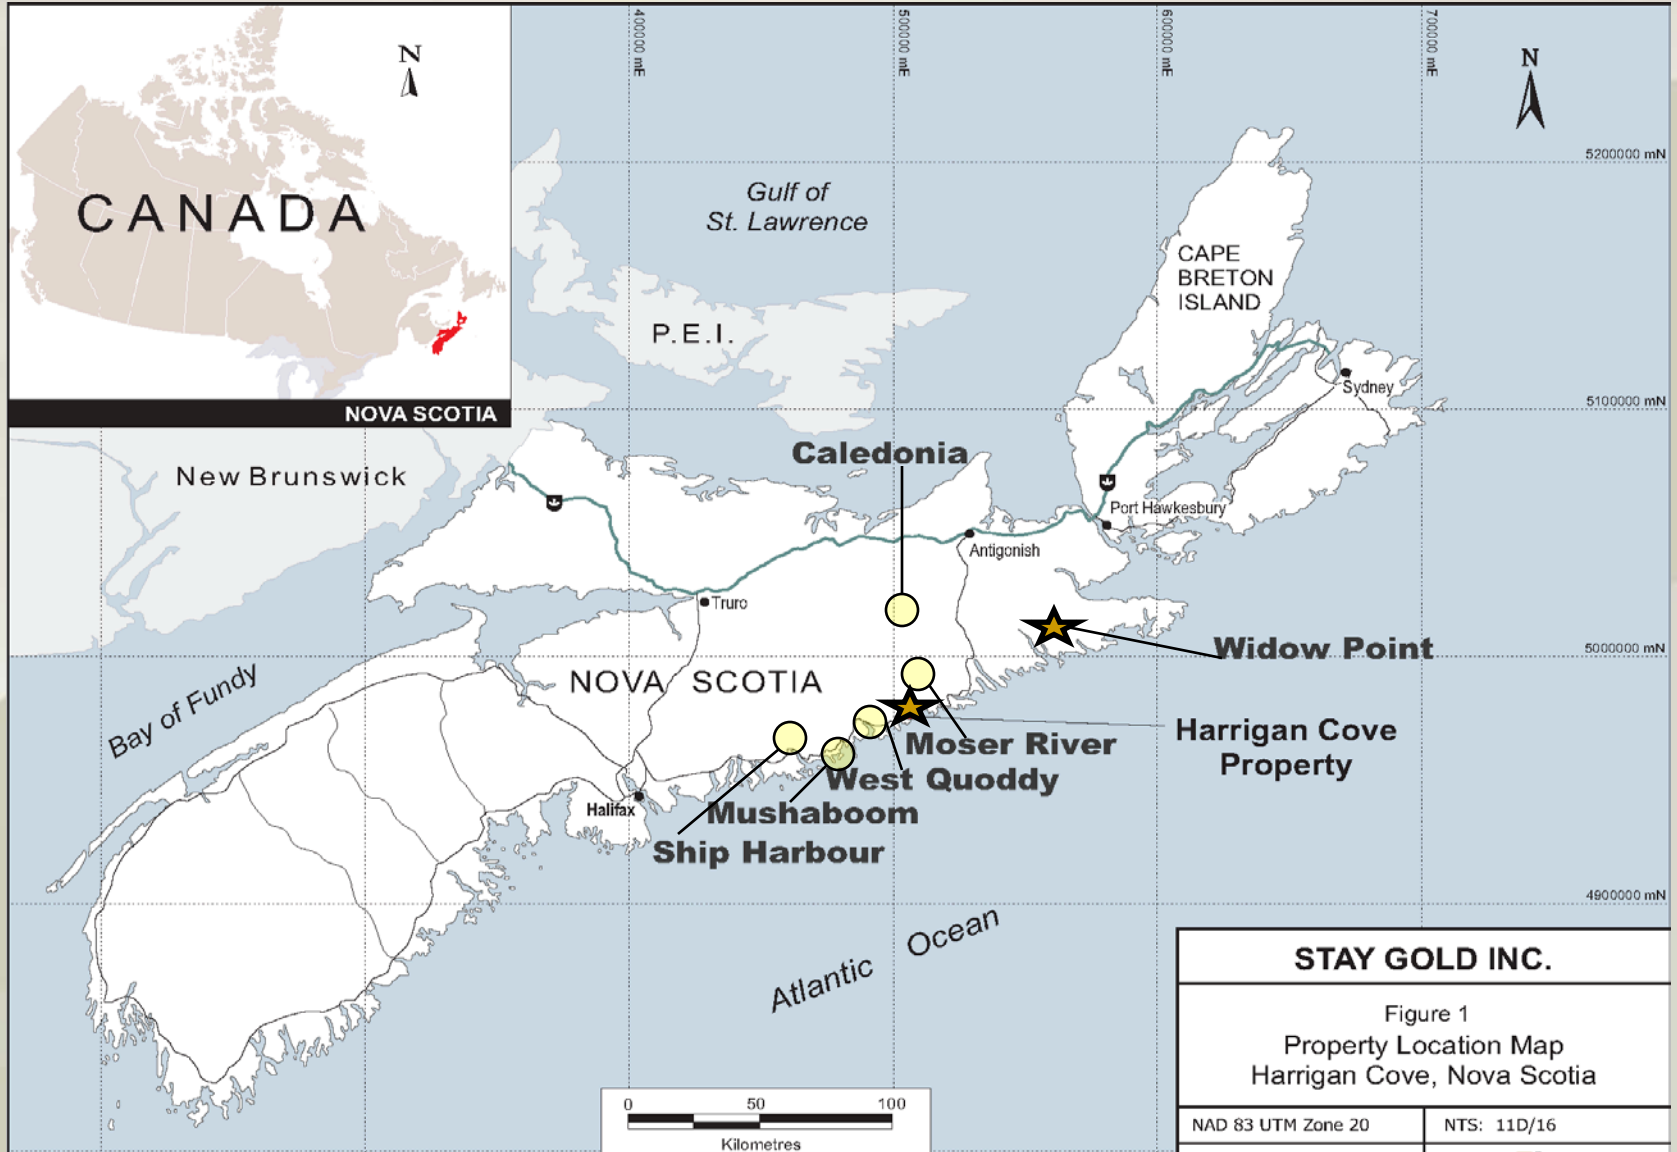 400000 mE
500000 mE
600000 mE
700000 mE
N
N
CANADA
NOVA SCOTIA
5200000 mN
Gulf of
St. Lawrence
CAPE
BRETON
ISLAND
P.E.I.
Sydney
5100000 mN
Caledonia
New Brunswick
Port Hawkesbury
Antigonish
Truro
Widow Point
5000000 mN
NOVA SCOTIA
Bay of Fundy
Harrigan Cove
Property
Moser River
West Quoddy
Halifax
Mushaboom
Ship Harbour
4900000 mN
Atlantic Ocean
STAY GOLD INC.
Figure 1
Property Location Map
Harrigan Cove, Nova Scotia
NAD 83 UTM Zone 20
NTS: 11D/16
0 50 100
Kilometres